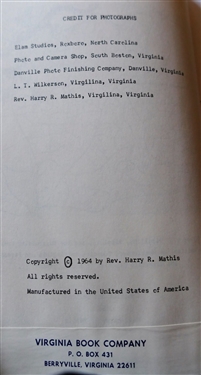 CREDIT FOR PHOTOGRAPHS
Elam Studios, Roxboro, North Carolina
Photo and Camera Shop, South Boston, Virginia
Danville Photo Finishing Company, Danville, Virginia
L. T. Wilkerson, Virgilina, Virginia
Rev. Harry R. Mathis, Virgilina, Virginia
Copyright © 1964 by Rev. Harry R. Mathis
All rights reserved.
Manufactured in the United States of America
VIRGINIA BOOK COMPANY
P. O. BOX 431
BERRYVILLE, VIRGINIA 22611